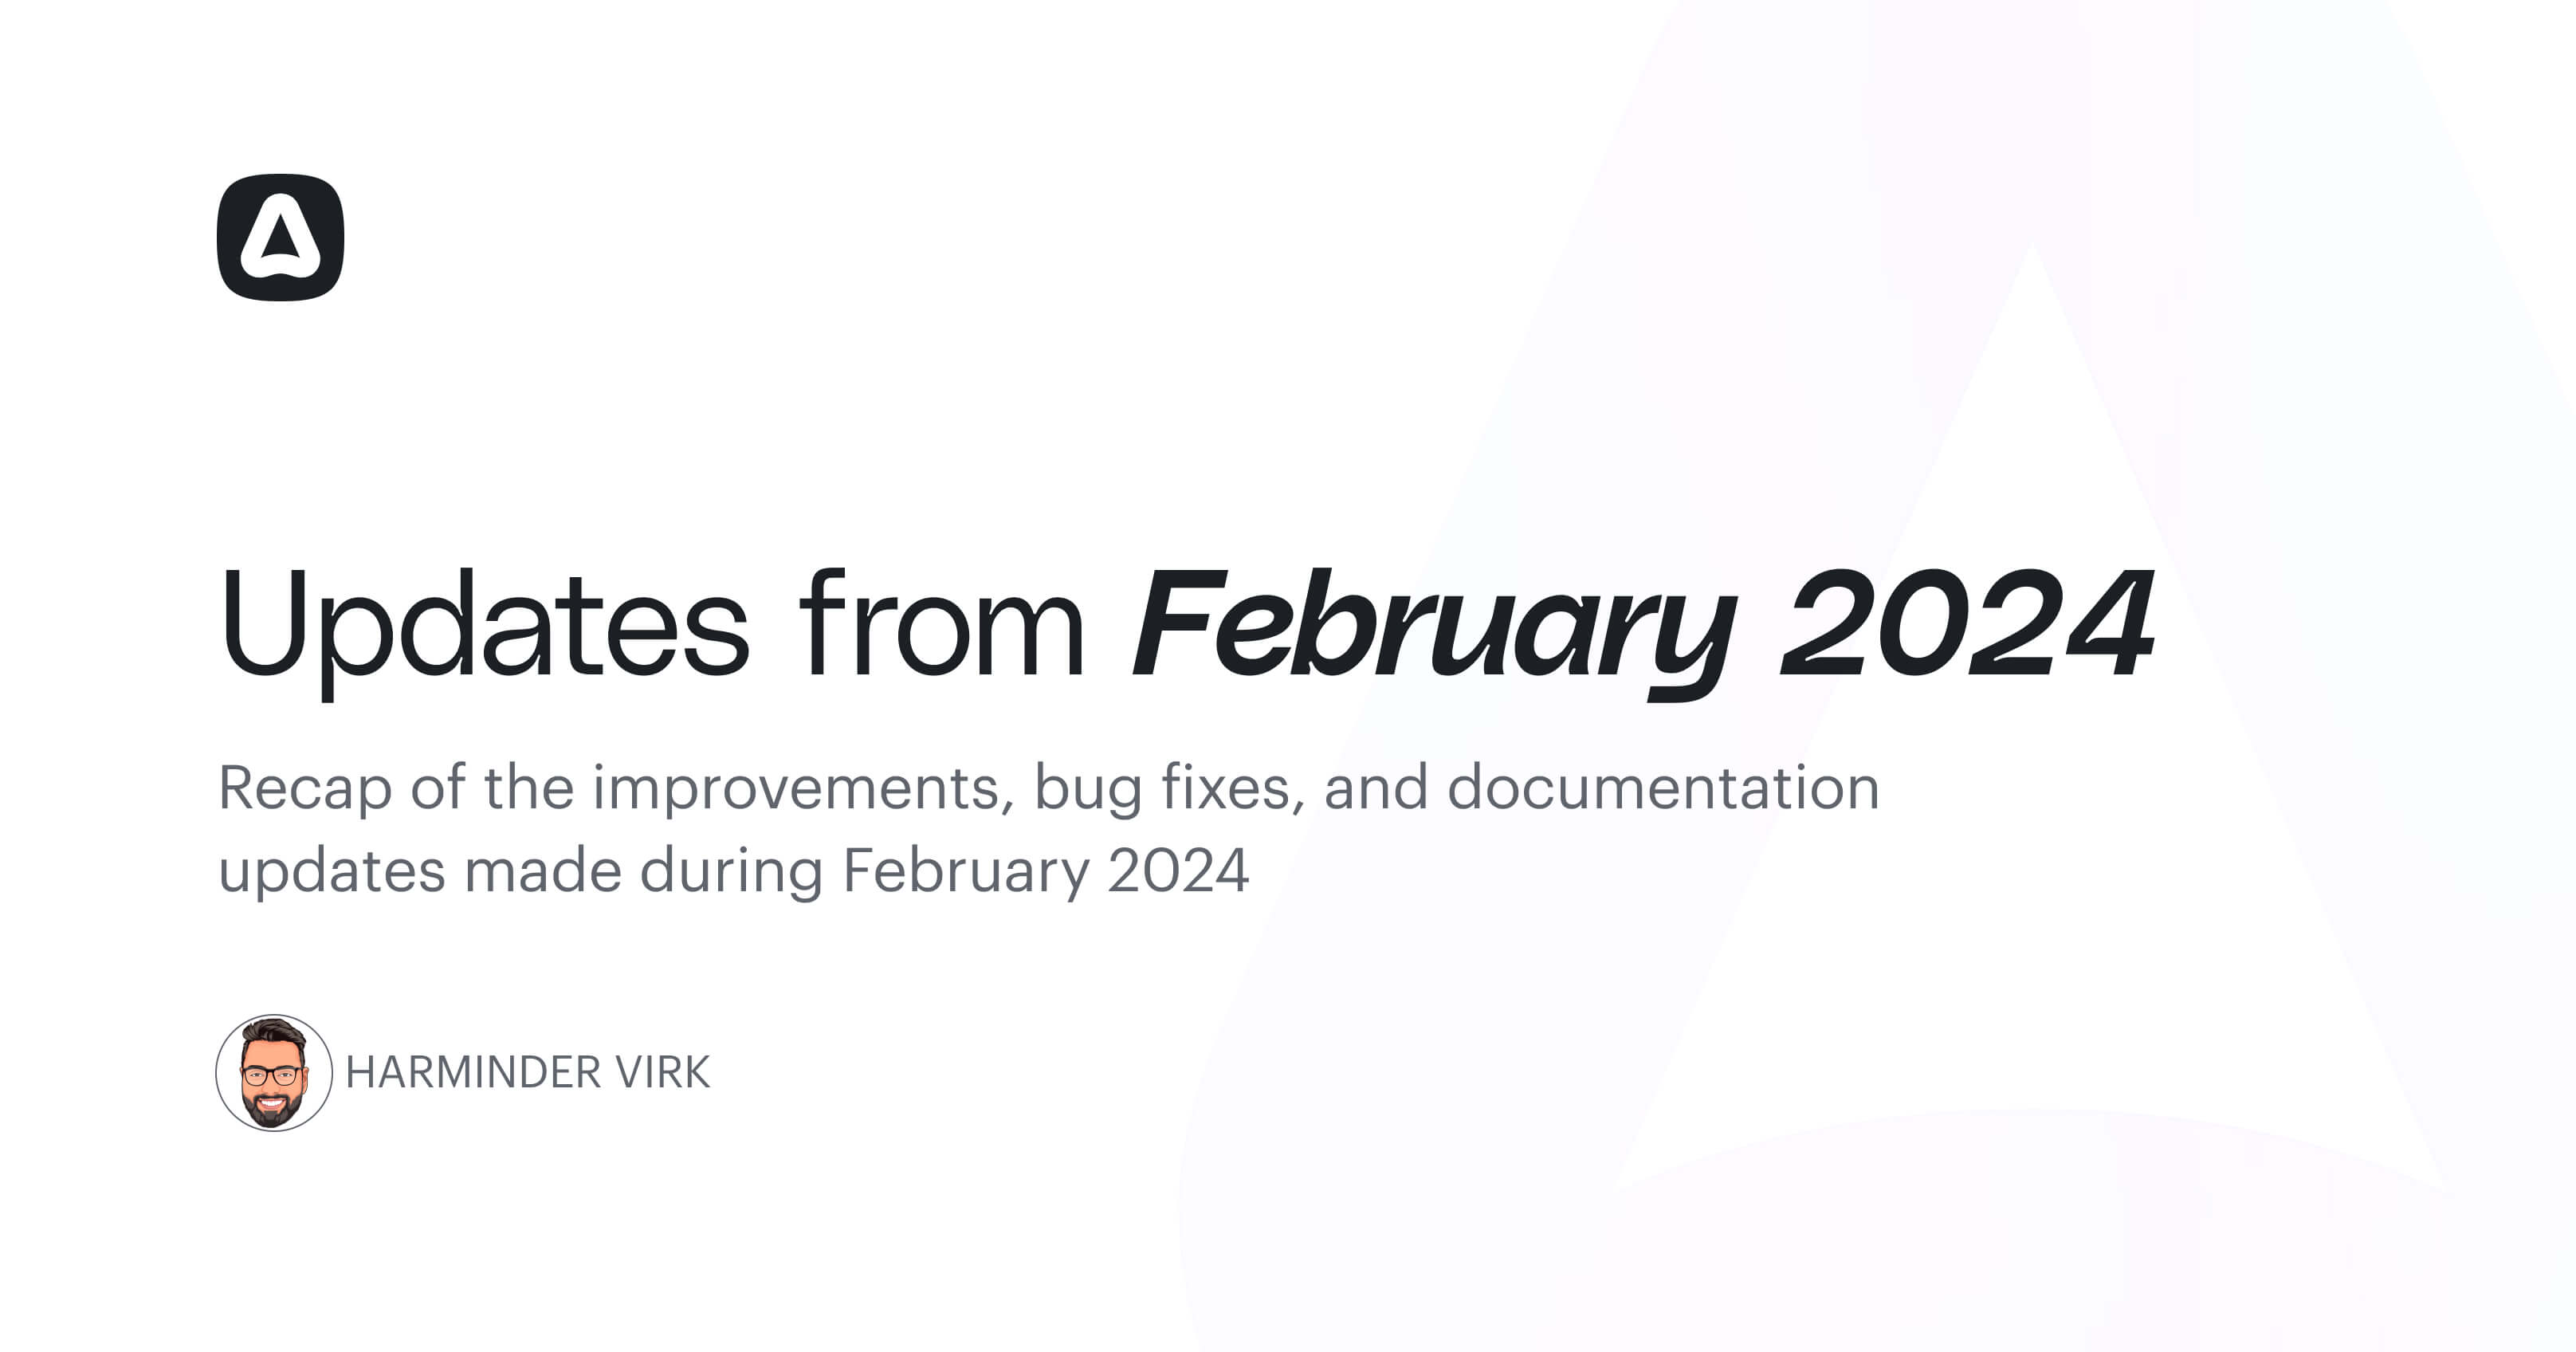 Updates from February 2024
Recap of the improvements, bug fixes, and documentation
updates made during February 2024
HARMINDER VIRK